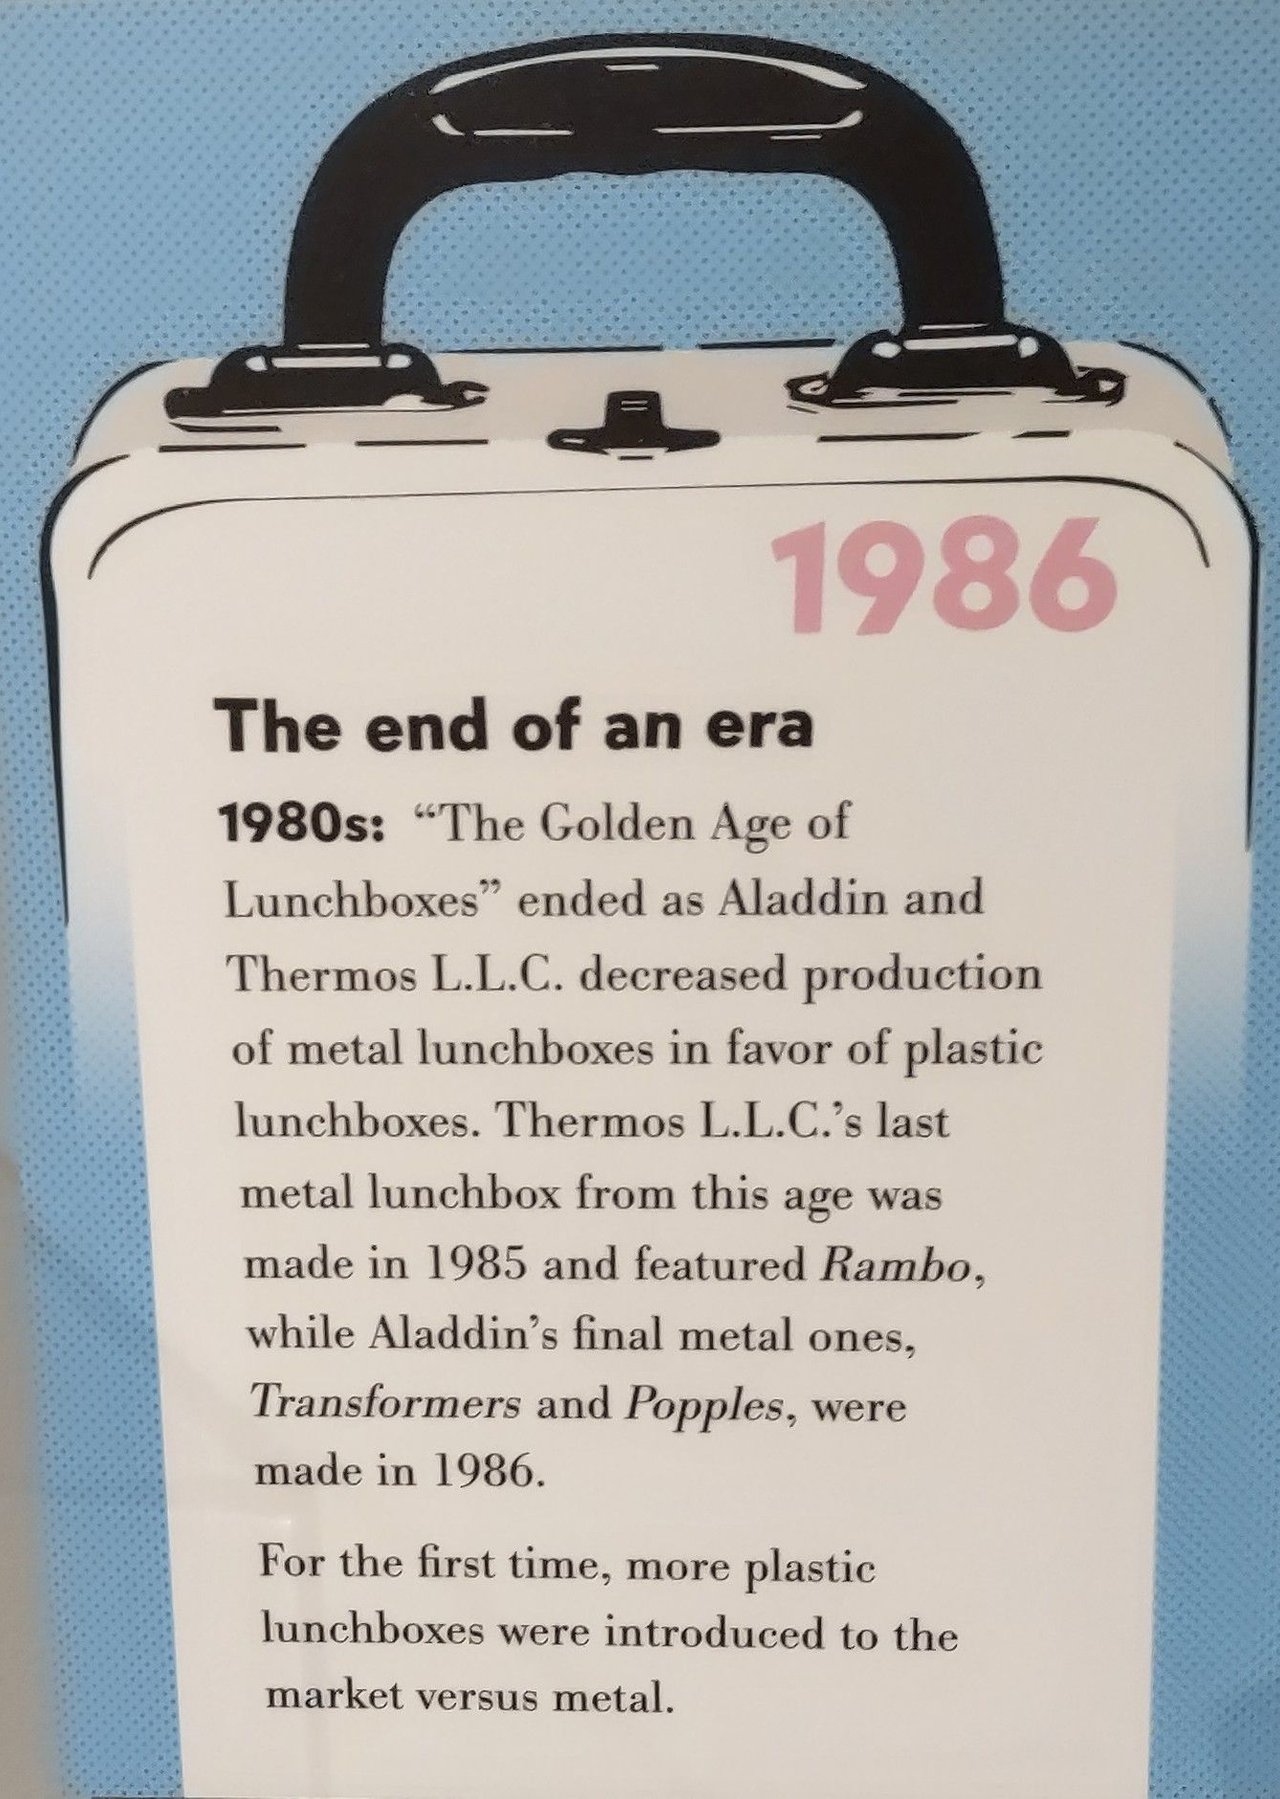 1986
The end of an era
1980s: “The Golden Age of
Lunchboxes” ended as Aladdin and
Thermos L.L.C. decreased production
of metal lunchboxes in favor of plastic
lunchboxes. Thermos L.L.C.’s last
metal lunchbox from this age was
made in 1985 and featured Rambo,
while Aladdin’s final metal ones,
Transformers and Popples, were
made in 1986.
For the first time, more plastic
lunchboxes were introduced to the
market versus metal.